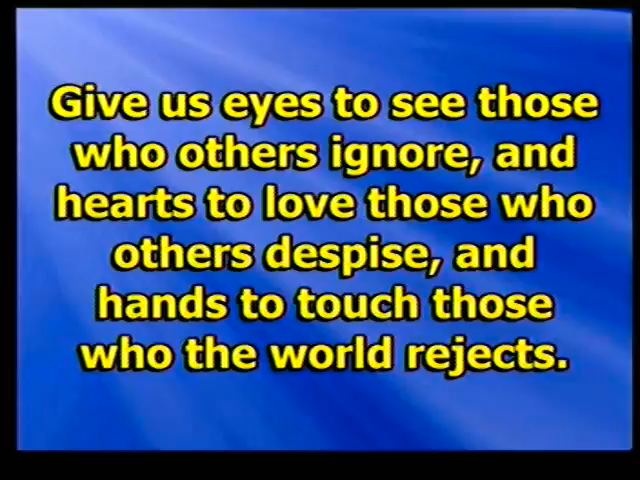 Give us eyes to see those
who others ignore, and
hearts to love those who
others despise, and
hands to touch those
who the world rejects.